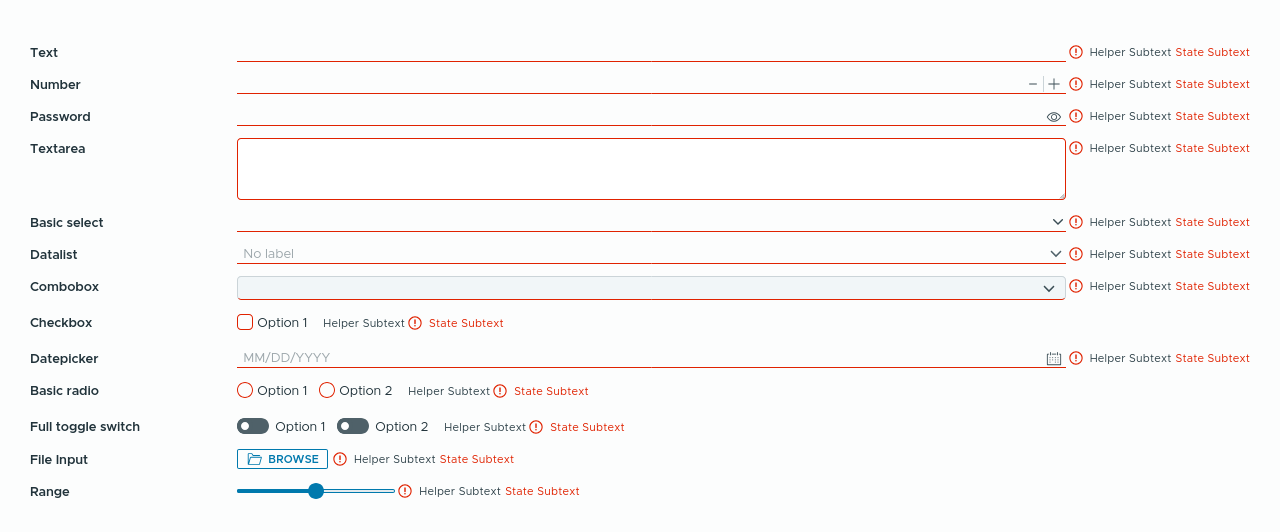 Text Helper Subtext State Subtext
Number Helper Subtext State Subtext
Password Helper Subtext State Subtext
Textarea Helper Subtext State Subtext
Basic select Helper Subtext State Subtext
Datalist No label Helper Subtext State Subtext
Combobox Helper Subtext State Subtext
Checkbox Option 1 Helper Subtext State Subtext
Datepicker MM/DD/YYYY Helper Subtext State Subtext
Basic radio Option 1 Option 2 Helper Subtext State Subtext
Full toggle switch Option 1 Option 2 Helper Subtext State Subtext
File Input BROWSE Helper Subtext State Subtext
Range Helper Subtext State Subtext